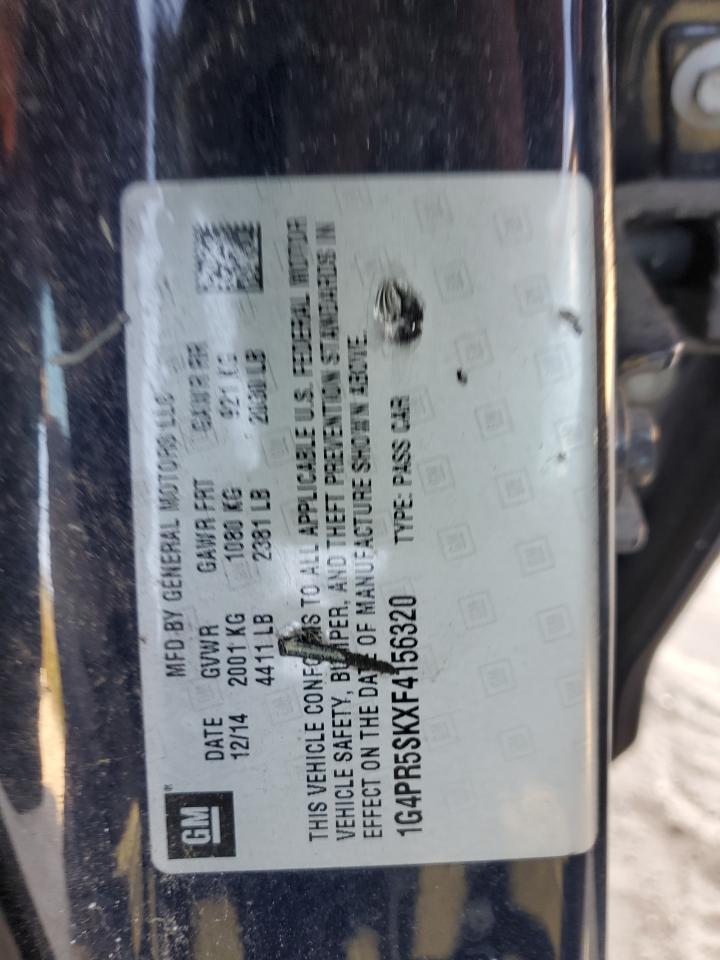 MFD BY GENERAL MOTORS LLC
DATE GVWR GAWR FRT GAWR RR
12/14 2001 KG 1080 KG 921 KG
4411 LB 2381 LB 2030 LB
GM®
THIS VEHICLE CONFORMS TO ALL APPLICABLE U.S. FEDERAL MOTOR
VEHICLE SAFETY, BUMPER, AND THEFT PREVENTION STANDARDS IN
EFFECT ON THE DATE OF MANUFACTURE SHOWN ABOVE.
1G4PR5SKXF4156320 TYPE: PASS CAR